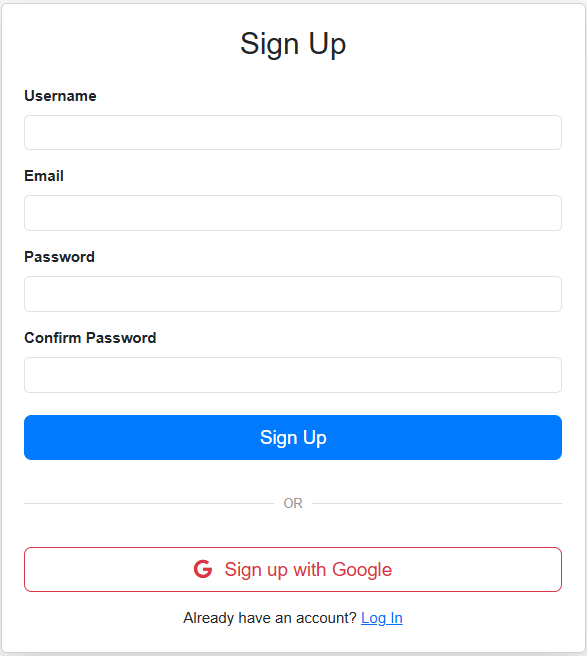 Sign Up
Username
Email
Password
Confirm Password
Sign Up
OR
Sign up with Google
Already have an account? Log In